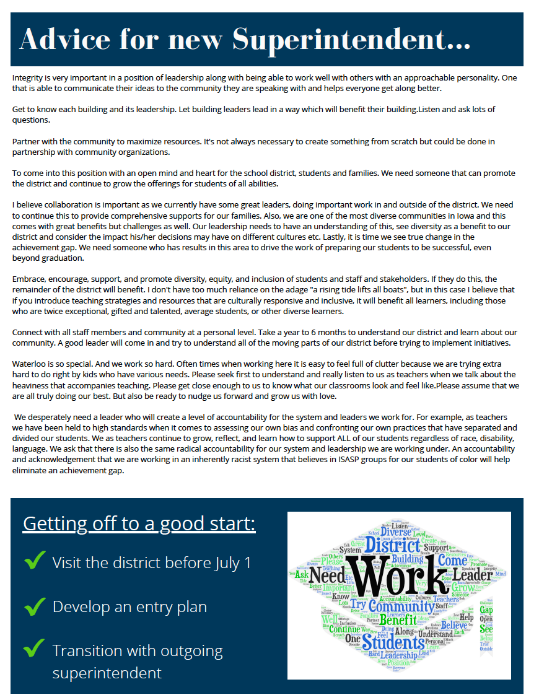 Advice for new Superintendent...
Integrity is very important in a position of leadership along with being able to work well with others with an approachable personality. One
that is able to communicate their ideas to the community they are speaking with and helps everyone get along better.
Get to know each building and its leadership. Let building leaders lead in a way which will benefit their building.Listen and ask lots of
questions.
Partner with the community to maximize resources. It's not always necessary to create something from scratch but could be done in
partnership with community organizations.
To come into this position with an open mind and heart for the school district, students and families. We need someone that can promote
the district and continue to grow the offerings for students of all abilities.
I believe collaboration is important as we currently have some great leaders, doing important work in and outside of the district. We need
to continue this to provide comprehensive supports for our families. Also, we are one of the most diverse communities in Iowa and this
comes with great benefits but challenges as well. Our leadership needs to have an understanding of this, see diversity as a benefit to our
district and consider the impact his/her decisions may have on different cultures etc. Lastly, it is time we see true change in the
achievement gap. We need someone who has results in this area to drive the work of preparing our students to be successful, even
beyond graduation.
Embrace, encourage, support, and promote diversity, equity, and inclusion of students and staff and stakeholders. If they do this, the
remainder of the district will benefit. I don't have too much reliance on the adage "a rising tide lifts all boats", but in this case I believe that
if you introduce teaching strategies and resources that are culturally responsive and inclusive, it will benefit all learners, including those
who are twice exceptional, gifted and talented, average students, or other diverse learners.
Connect with all staff members and community at a personal level. Take a year to 6 months to understand our district and learn about our
community. A good leader will come in and try to understand all of the moving parts of our district before trying to implement initiatives.
Waterloo is so special. And we work so hard. Often times when working here it is easy to feel full of clutter because we are trying extra
hard to do right by kids who have various needs. Please seek first to understand and really listen to us as teachers when we talk about the
heaviness that accompanies teaching. Please get close enough to us to know what our classrooms look and feel like.Please assume that we
are all truly doing our best. But also be ready to nudge us forward and grow us with love.
We desperately need a leader who will create a level of accountability for the system and leaders we work for. For example, as teachers
we have been held to high standards when it comes to assessing our own bias and confronting our own practices that have separated and
divided our students. We as teachers continue to grow, reflect, and learn how to support ALL of our students regardless of race, disability,
language. We ask that there is also the same radical accountability for our system and leadership we are working under. An accountability
and acknowledgement that we are working in an inherently racist system that believes in ISASP groups for our students of color will help
eliminate an achievement gap.
Getting off to a good start:
Visit the district before July 1
Develop an entry plan
Transition with outgoing
superintendent
Listen
Diverse
System
District
Support
Building
Come
Ask
Need
Work
Leader
Mind
Know
Grow
Try
Community
Staff
Benefit
Help
Gap
Open
Continue
Along
Understand
Believe
See
One
Students
Leadership